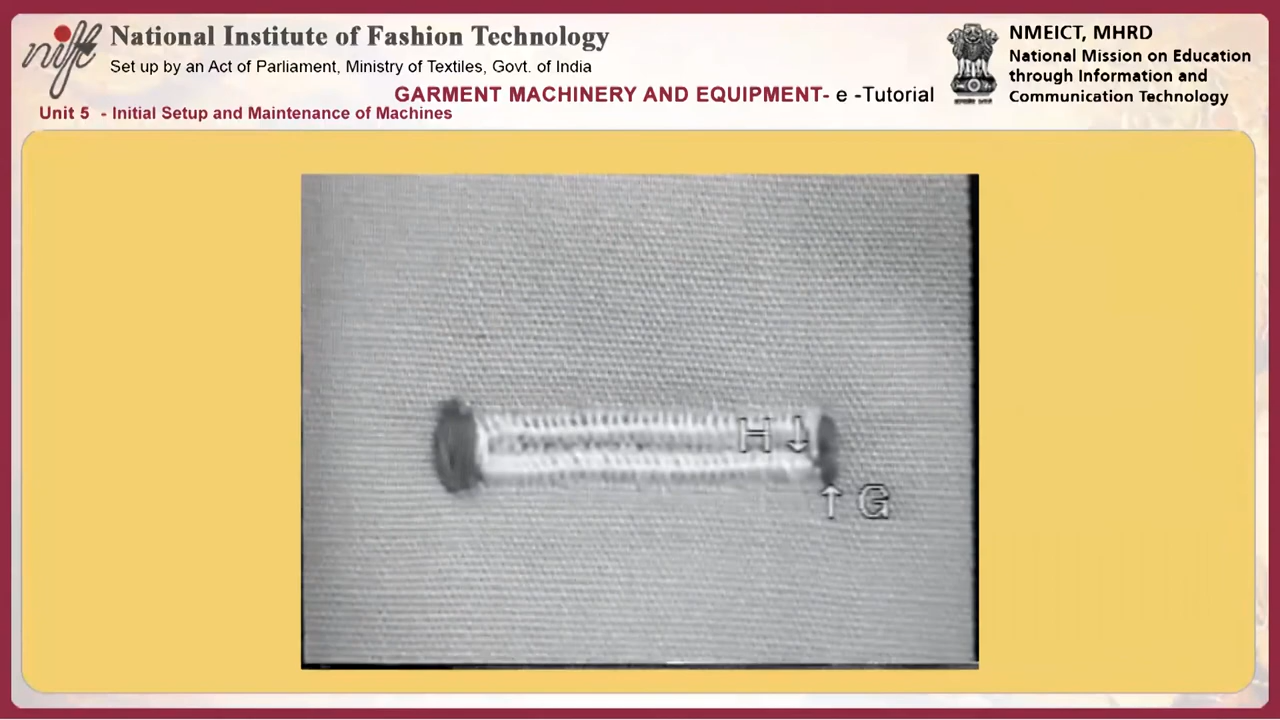 nift
National Institute of Fashion Technology
Set up by an Act of Parliament, Ministry of Textiles, Govt. of India
GARMENT MACHINERY AND EQUIPMENT- e -Tutorial
Unit 5 - Initial Setup and Maintenance of Machines
NMEICT, MHRD
National Mission on Education
through Information and
Communication Technology
H ↓
↑ G